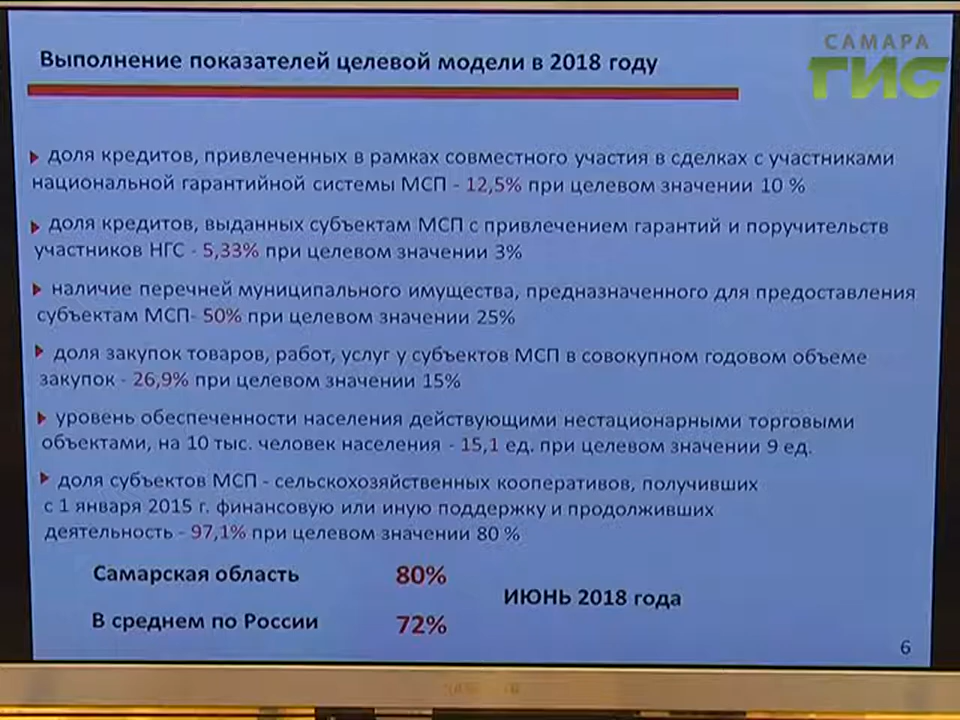 САМАРА
ГИС
Выполнение показателей целевой модели в 2018 году
доля кредитов, привлеченных в рамках совместного участия в сделках с участниками
национальной гарантийной системы МСП - 12,5% при целевом значении 10 %
доля кредитов, выданных субъектам МСП с привлечением гарантий и поручительств
участников НГС - 5,33% при целевом значении 3%
наличие перечней муниципального имущества, предназначенного для предоставления
субъектам МСП- 50% при целевом значении 25%
доля закупок товаров, работ, услуг у субъектов МСП в совокупном годовом объеме
закупок - 26,9% при целевом значении 15%
уровень обеспеченности населения действующими нестационарными торговыми
объектами, на 10 тыс. человек населения - 15,1 ед. при целевом значении 9 ед.
доля субъектов МСП - сельскохозяйственных кооперативов, получивших
с 1 января 2015 г. финансовую или иную поддержку и продолживших
деятельность - 97,1% при целевом значении 80 %
Самарская область 80%
ИЮНЬ 2018 года
В среднем по России 72%
6